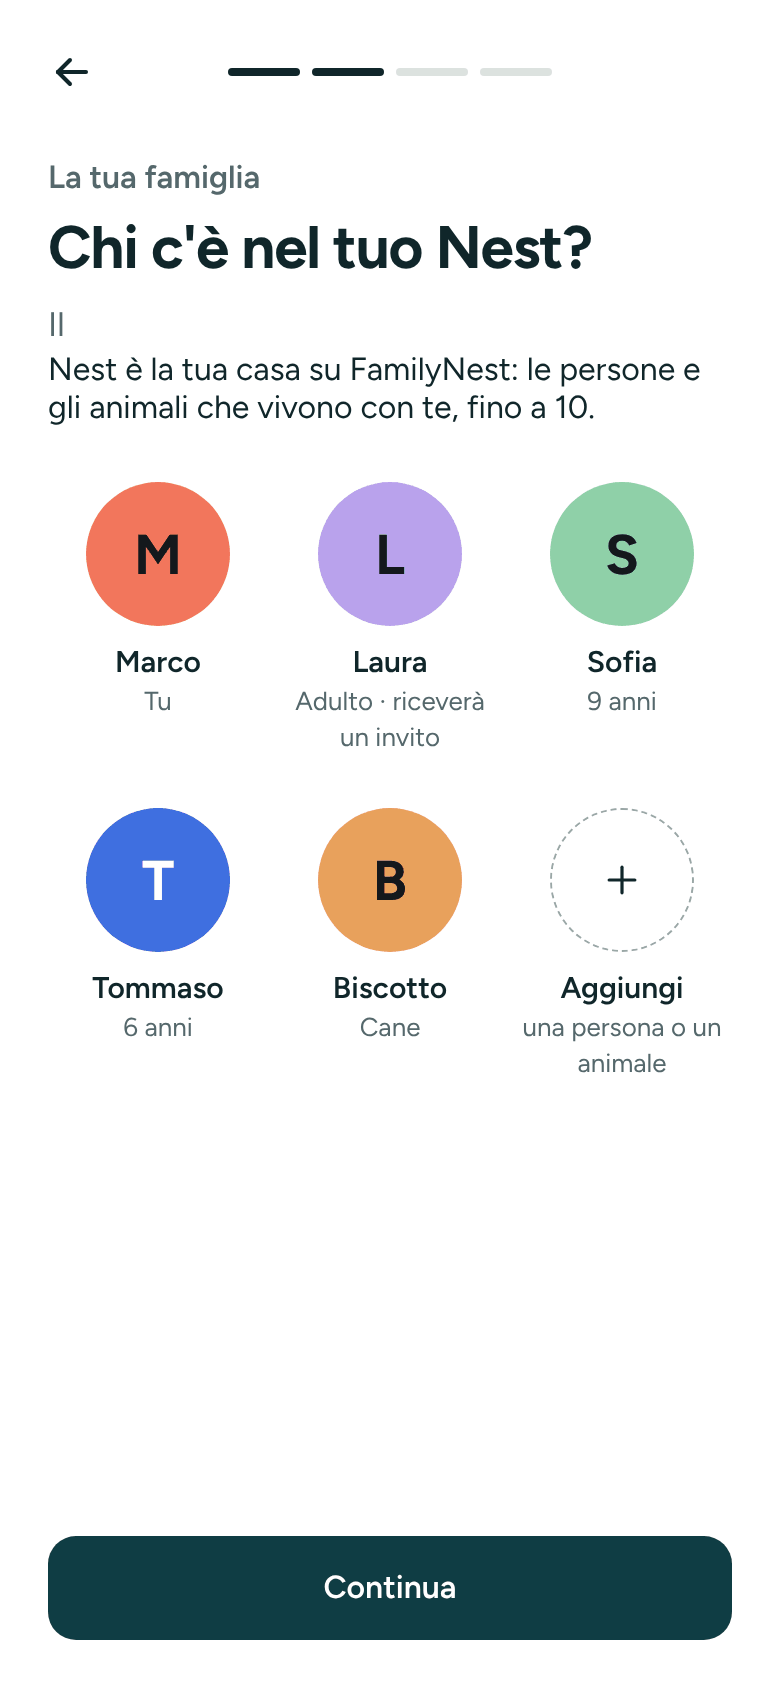 La tua famiglia
Chi c'è nel tuo Nest?
Il
Nest è la tua casa su FamilyNest: le persone e
gli animali che vivono con te, fino a 10.
M
L
S
Marco
Laura
Sofia
Tu
Adulto · riceverà
un invito
9 anni
T
B
+
Tommaso
Biscotto
Aggiungi
6 anni
Cane
una persona o un
animale
Continua